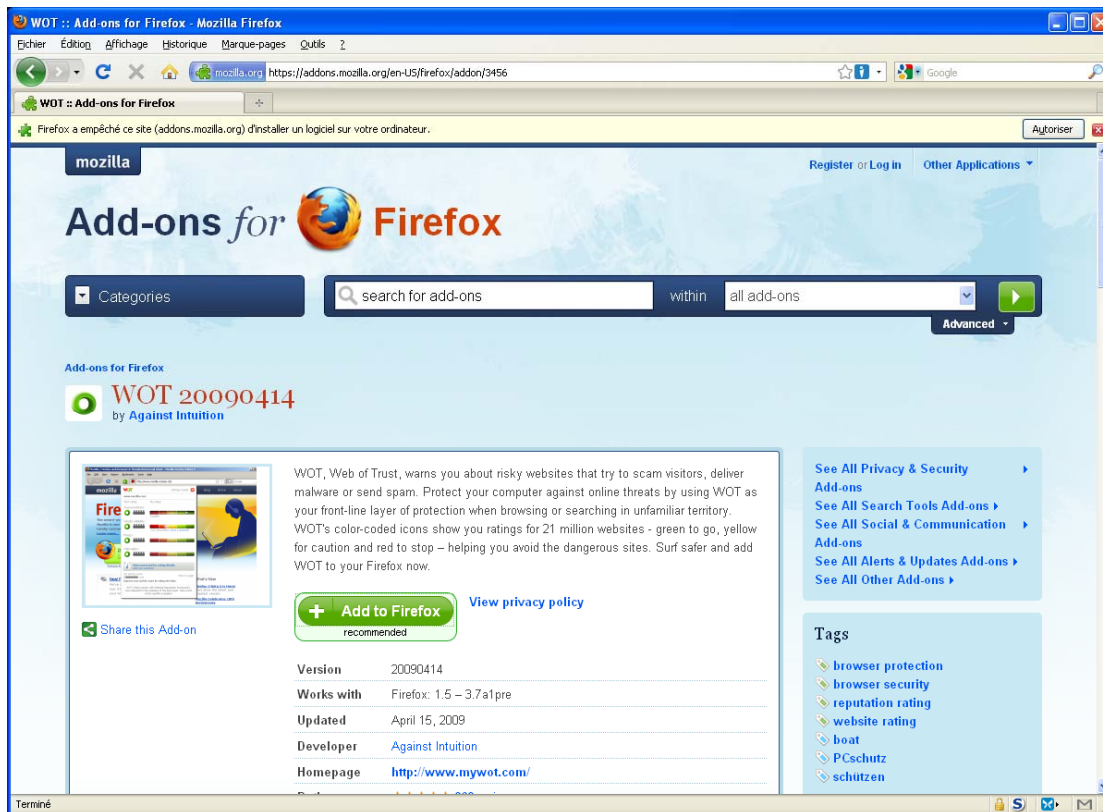 WOT :: Add-ons for Firefox - Mozilla Firefox
Fichier Édition Affichage Historique Marque-pages Outils ?
mozilla.org https://addons.mozilla.org/en-US/firefox/addon/3456 Google
WOT :: Add-ons for Firefox
Firefox a empêché ce site (addons.mozilla.org) d'installer un logiciel sur votre ordinateur. Autoriser
mozilla
Register or Log in Other Applications
Add-ons for Firefox
Categories search for add-ons within all add-ons
Advanced
Add-ons for Firefox
WOT 20090414
by Against Intuition
WOT, Web of Trust, warns you about risky websites that try to scam visitors, deliver
malware or send spam. Protect your computer against online threats by using WOT as
your front-line layer of protection when browsing or searching in unfamiliar territory.
WOT's color-coded icons show you ratings for 21 million websites - green to go, yellow
for caution and red to stop – helping you avoid the dangerous sites. Surf safer and add
WOT to your Firefox now.
Add to Firefox
recommended
View privacy policy
Share this Add-on
Version 20090414
Works with Firefox: 1.5 – 3.7a1pre
Updated April 15, 2009
Developer Against Intuition
Homepage http://www.mywot.com/
See All Privacy & Security
Add-ons
See All Search Tools Add-ons
See All Social & Communication
Add-ons
See All Alerts & Updates Add-ons
See All Other Add-ons
Tags
browser protection
browser security
reputation rating
website rating
boat
PCschutz
schützen
Terminé